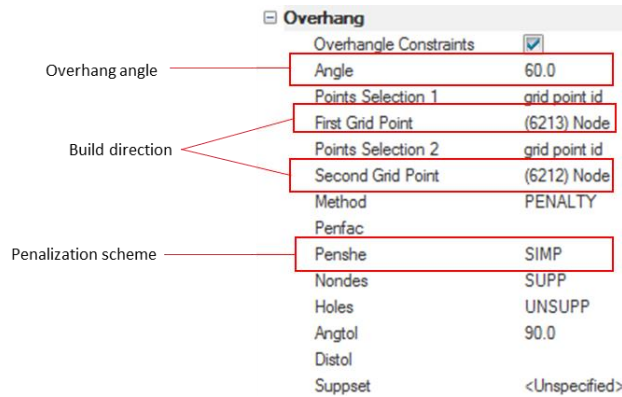 Overhang
Overhangle Constraints
Overhang angle
Angle 60.0
Points Selection 1 grid point id
First Grid Point (6213) Node
Build direction
Points Selection 2 grid point id
Second Grid Point (6212) Node
Method PENALTY
Penfac
Penalization scheme
Penshe SIMP
Nondes SUPP
Holes UNSUPP
Angtol 90.0
Distol
Suppset <Unspecified>